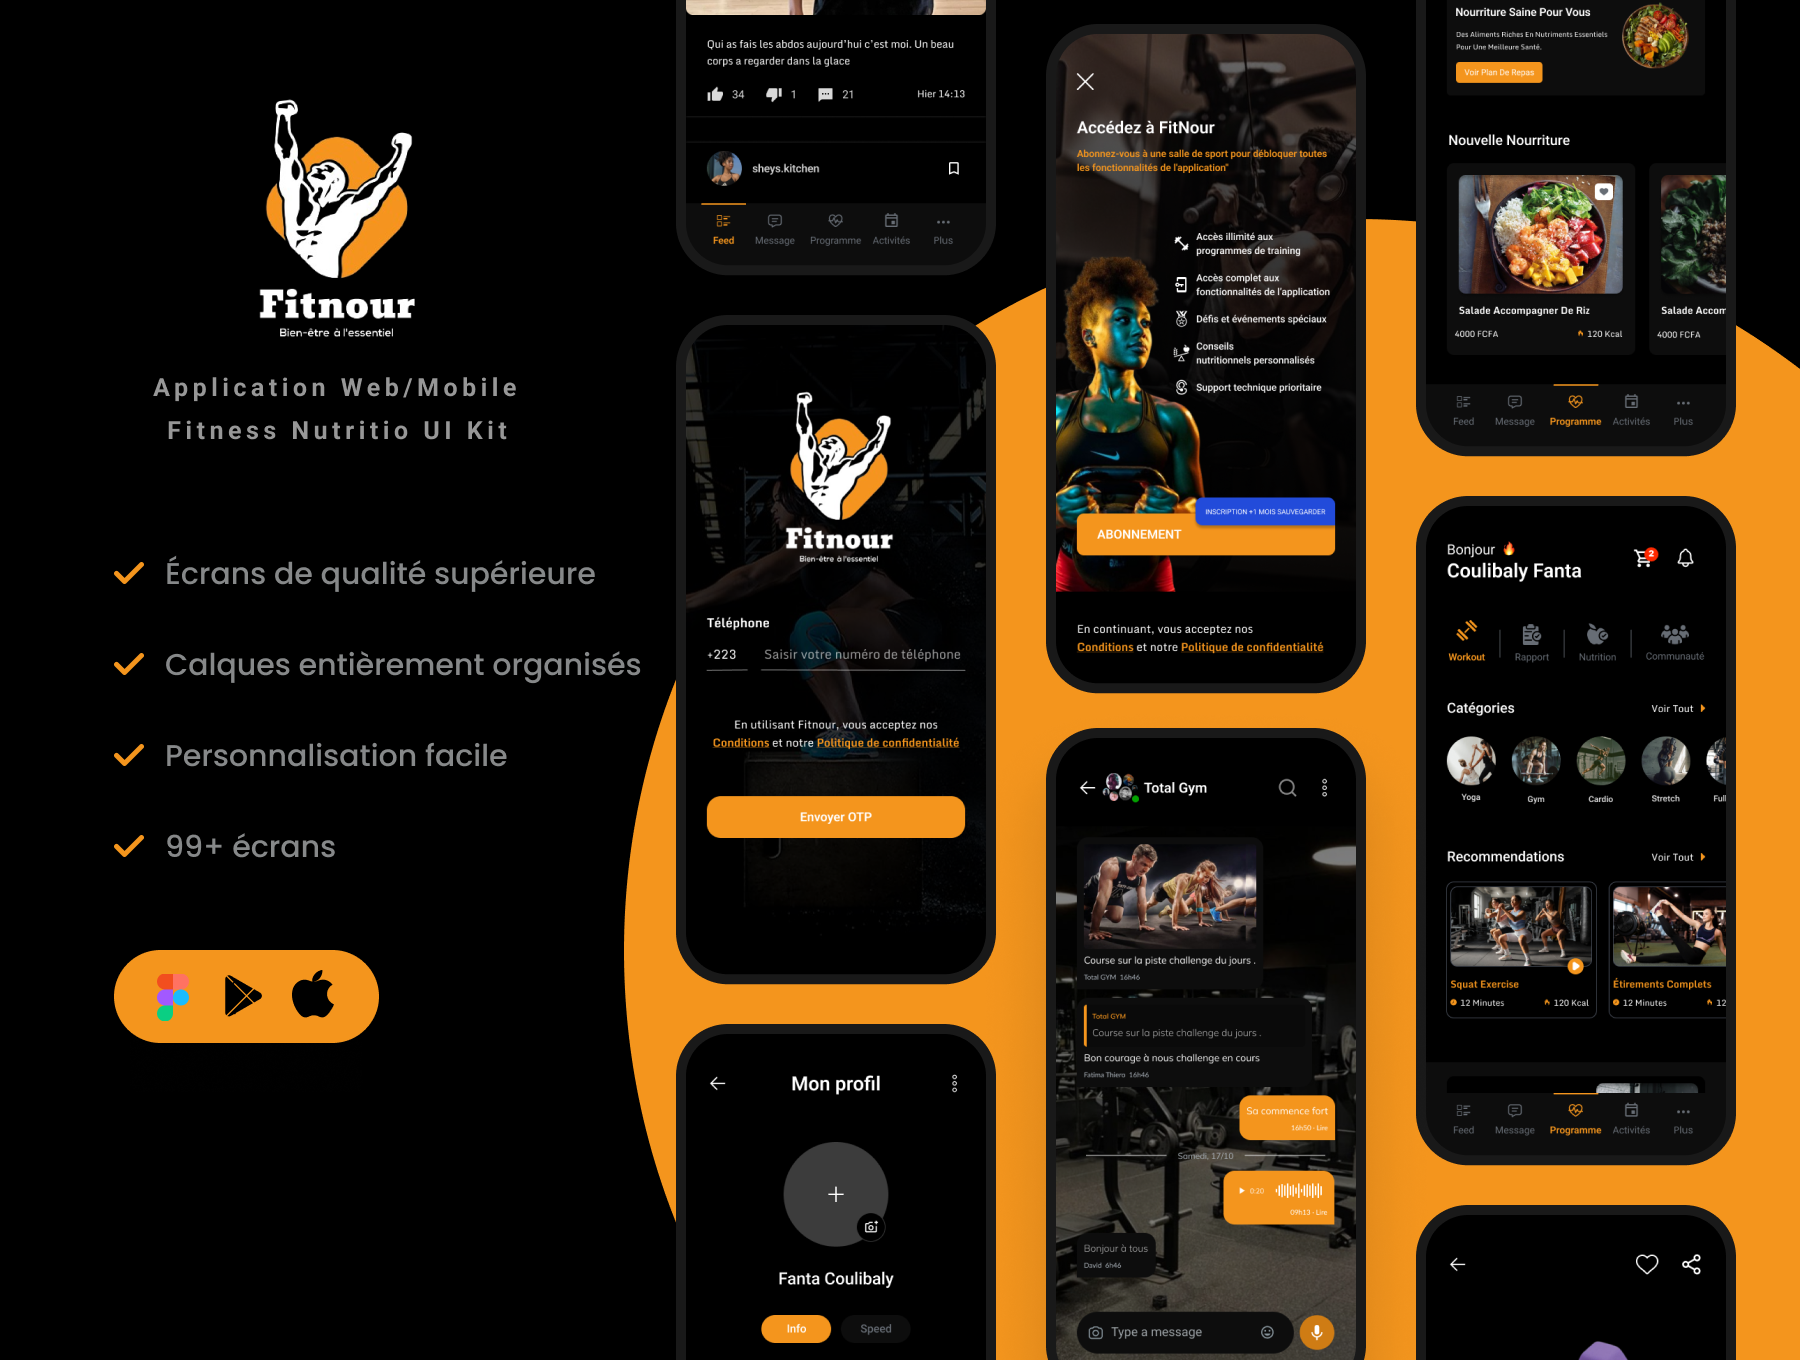 Fitnour
Bien-être à l'essentiel
Application Web/Mobile
Fitness Nutritio UI Kit
Écrans de qualité supérieure
Calques entièrement organisés
Personnalisation facile
99+ écrans
Qui as fais les abdos aujourd'hui c'est moi. Un beau
corps a regarder dans la glace
34 1 21 Hier 14:13
sheys.kitchen
Feed Message Programme Activités Plus
Fitnour
Bien-être à l'essentiel
Téléphone
+223 Saisir votre numéro de téléphone
En utilisant Fitnour, vous acceptez nos
Conditions et notre Politique de confidentialité
Envoyer OTP
Mon profil
Fanta Coulibaly
Info Speed
Accédez à FitNour
Abonnez-vous à une salle de sport pour débloquer toutes
les fonctionnalités de l'application"
Accès illimité aux
programmes de training
Accès complet aux
fonctionnalités de l'application
Défis et événements spéciaux
Conseils
nutritionnels personnalisés
Support technique prioritaire
INSCRIPTION +1 MOIS SAUVEGARDER
ABONNEMENT
En continuant, vous acceptez nos
Conditions et notre Politique de confidentialité
Total Gym
Course sur la piste challenge du jours .
Total GYM 16h46
Totol GYM
Course sur la piste challenge du jours .
Bon courage à nous challenge en cours
Fatima Thiero 16h46
Sa commence fort
16h50 - Lire
Samedi, 17/10
0:20
09h13 - Lire
Bonjour à tous
David 6h46
Type a message
Nourriture Saine Pour Vous
Des Aliments Riches En Nutriments Essentiels
Pour Une Meilleure Santé.
Voir Plan De Repas
Nouvelle Nourriture
Salade Accompagner De Riz
4000 FCFA 120 Kcal
Salade Accom
4000 FCFA
Feed Message Programme Activités Plus
Bonjour
Coulibaly Fanta
2
Workout Rapport Nutrition Communauté
Catégories Voir Tout
Yoga Gym Cardio Stretch Full
Recommendations Voir Tout
Squat Exercise
12 Minutes 120 Kcal
Étirements Complets
12 Minutes 12
Feed Message Programme Activités Plus